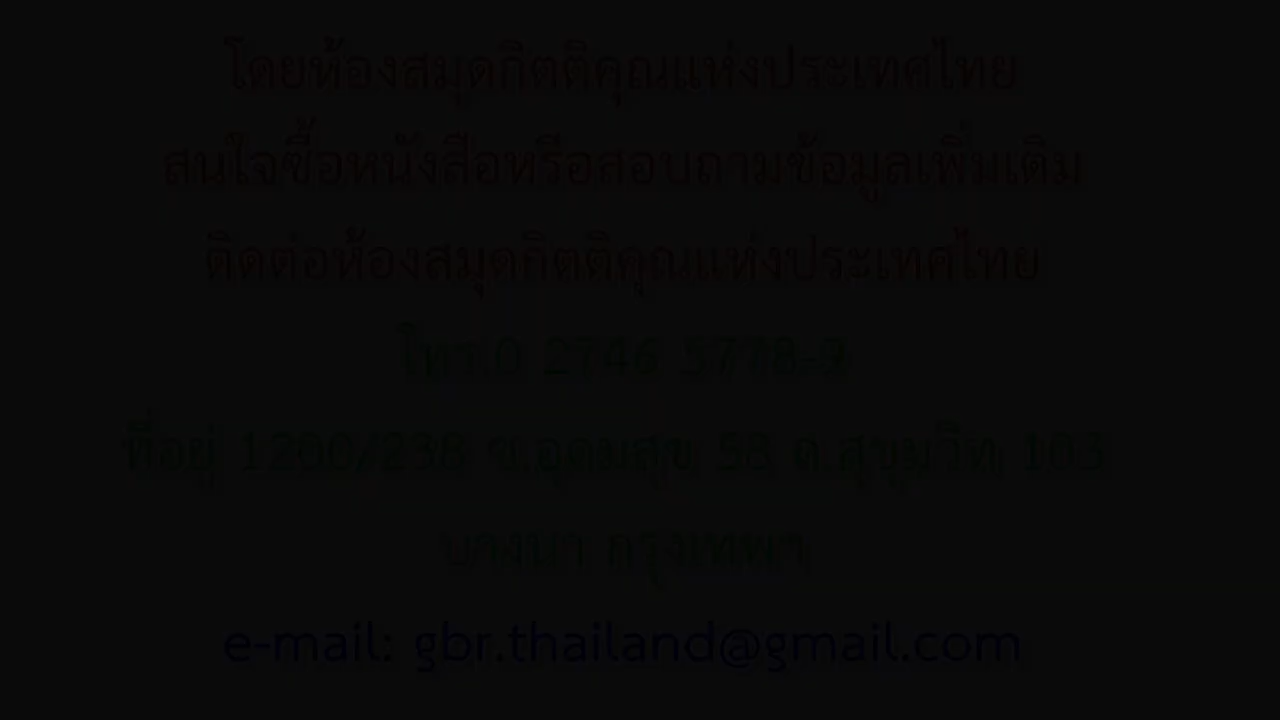 โดยห้องสมุดกิตติคุณแห่งประเทศไทย
สนใจซื้อหนังสือหรือสอบถามข้อมูลเพิ่มเติม
ติดต่อห้องสมุดกิตติคุณแห่งประเทศไทย
โทร.0 2746 5778-9
ที่อยู่ 1200/238 ซ.อุดมสุข 58 ถ.สุขุมวิท 103
บางนา กรุงเทพฯ
e-mail: gbr.thailand@gmail.com